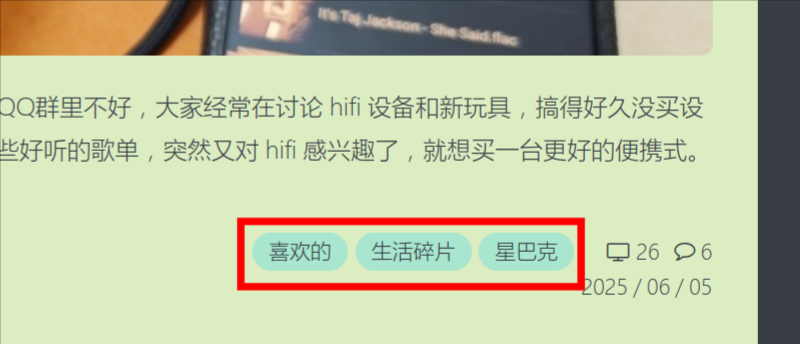 It's Taj Jackson - She Said.flac
QQ群里不好，大家经常在讨论 hifi 设备和新玩具，搞得好久没买设
些好听的歌单，突然又对 hifi 感兴趣了，就想买一台更好的便携式。
喜欢的 生活碎片 星巴克 26 6
2025 / 06 / 05